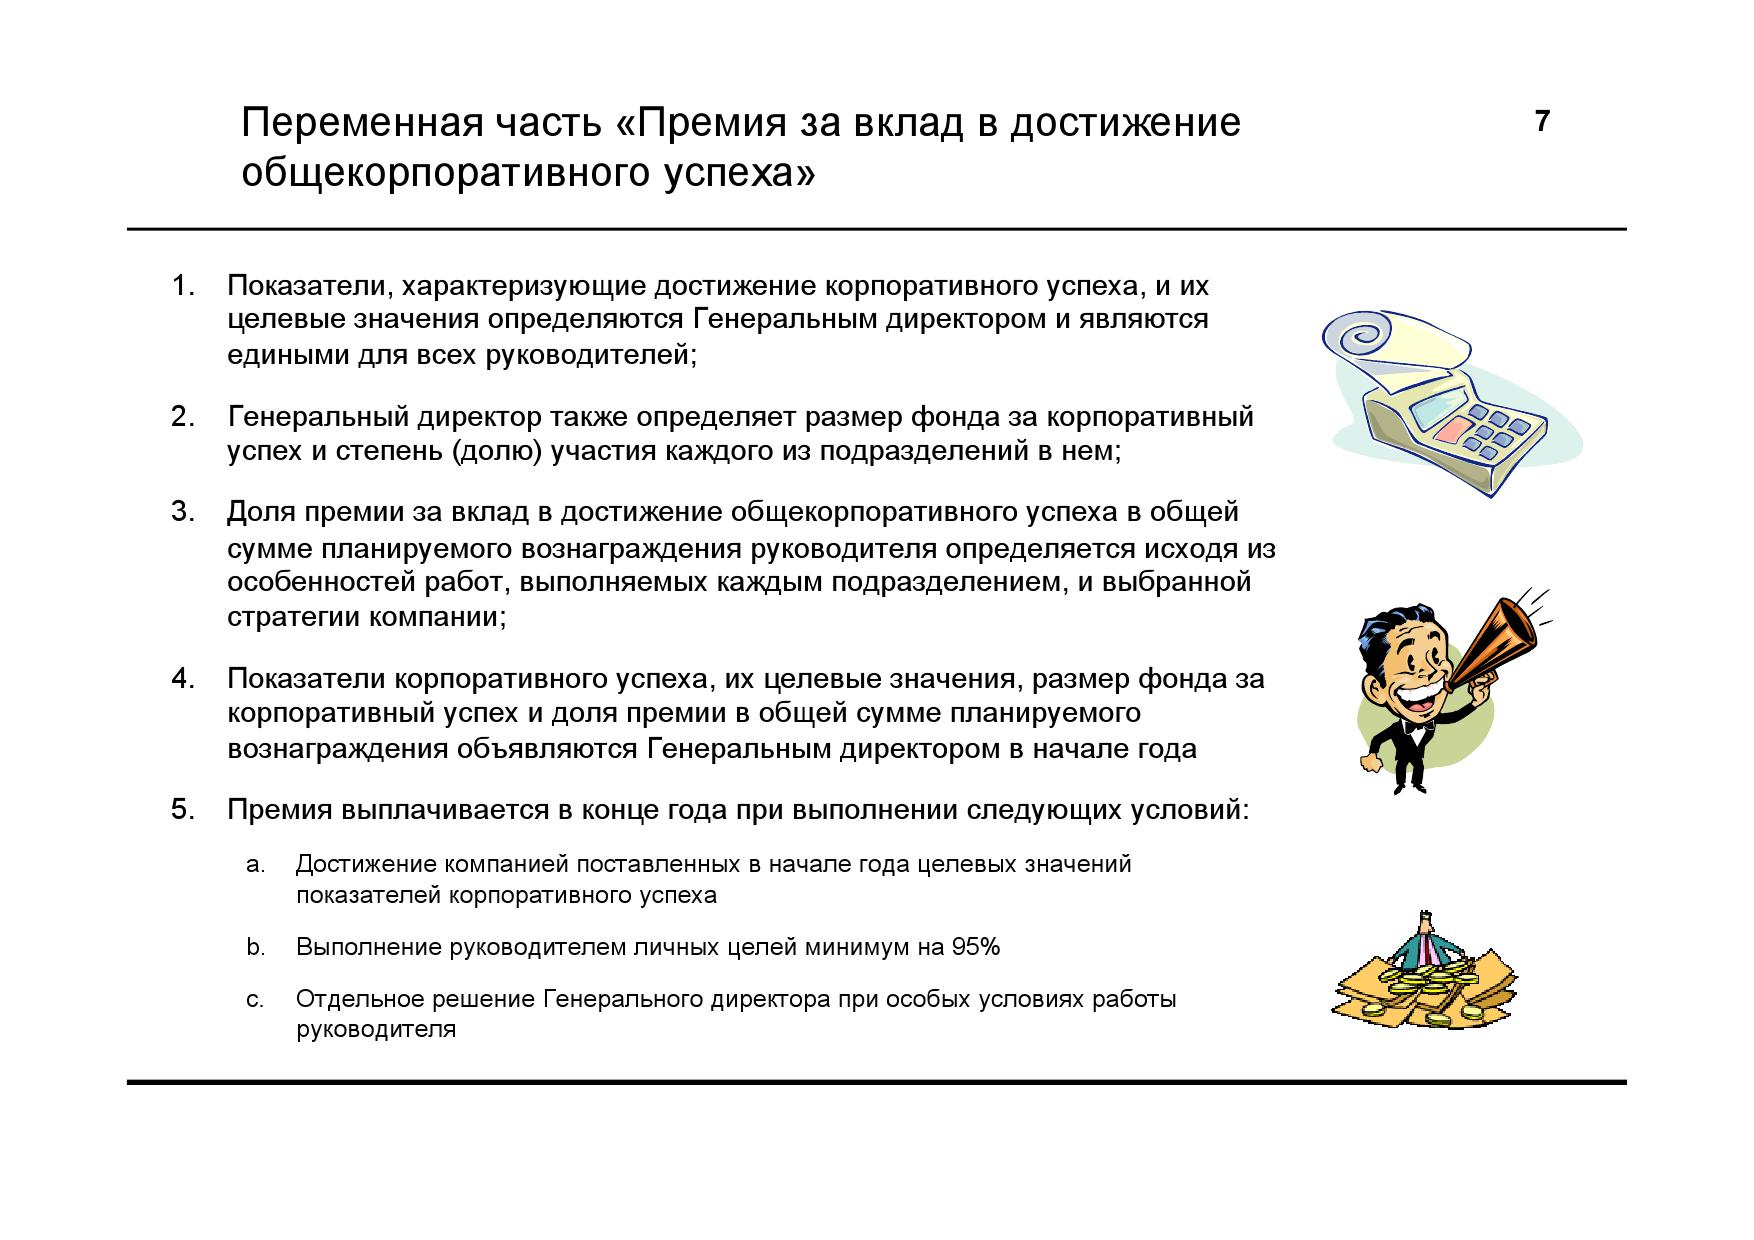 Переменная часть «Премия за вклад в достижение
общекорпоративного успеха»
7
1. Показатели, характеризующие достижение корпоративного успеха, и их
целевые значения определяются Генеральным директором и являются
едиными для всех руководителей;
2. Генеральный директор также определяет размер фонда за корпоративный
успех и степень (долю) участия каждого из подразделений в нем;
3. Доля премии за вклад в достижение общекорпоративного успеха в общей
сумме планируемого вознаграждения руководителя определяется исходя из
особенностей работ, выполняемых каждым подразделением, и выбранной
стратегии компании;
4. Показатели корпоративного успеха, их целевые значения, размер фонда за
корпоративный успех и доля премии в общей сумме планируемого
вознаграждения объявляются Генеральным директором в начале года
5. Премия выплачивается в конце года при выполнении следующих условий:
a. Достижение компанией поставленных в начале года целевых значений
показателей корпоративного успеха
b. Выполнение руководителем личных целей минимум на 95%
c. Отдельное решение Генерального директора при особых условиях работы
руководителя